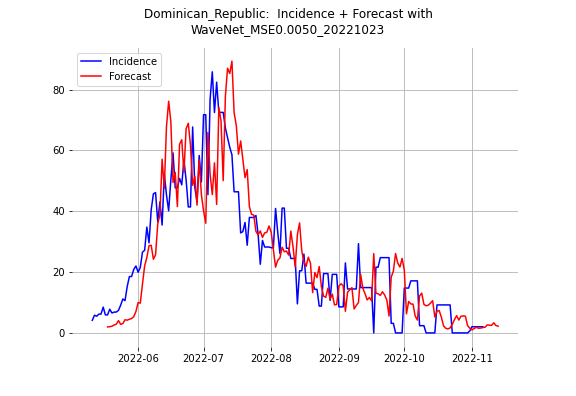 Dominican_Republic:  Incidence + Forecast with
WaveNet_MSE0.0050_20221023
Incidence
Forecast
80
60
40
20
0
2022-06
2022-07
2022-08
2022-09
2022-10
2022-11